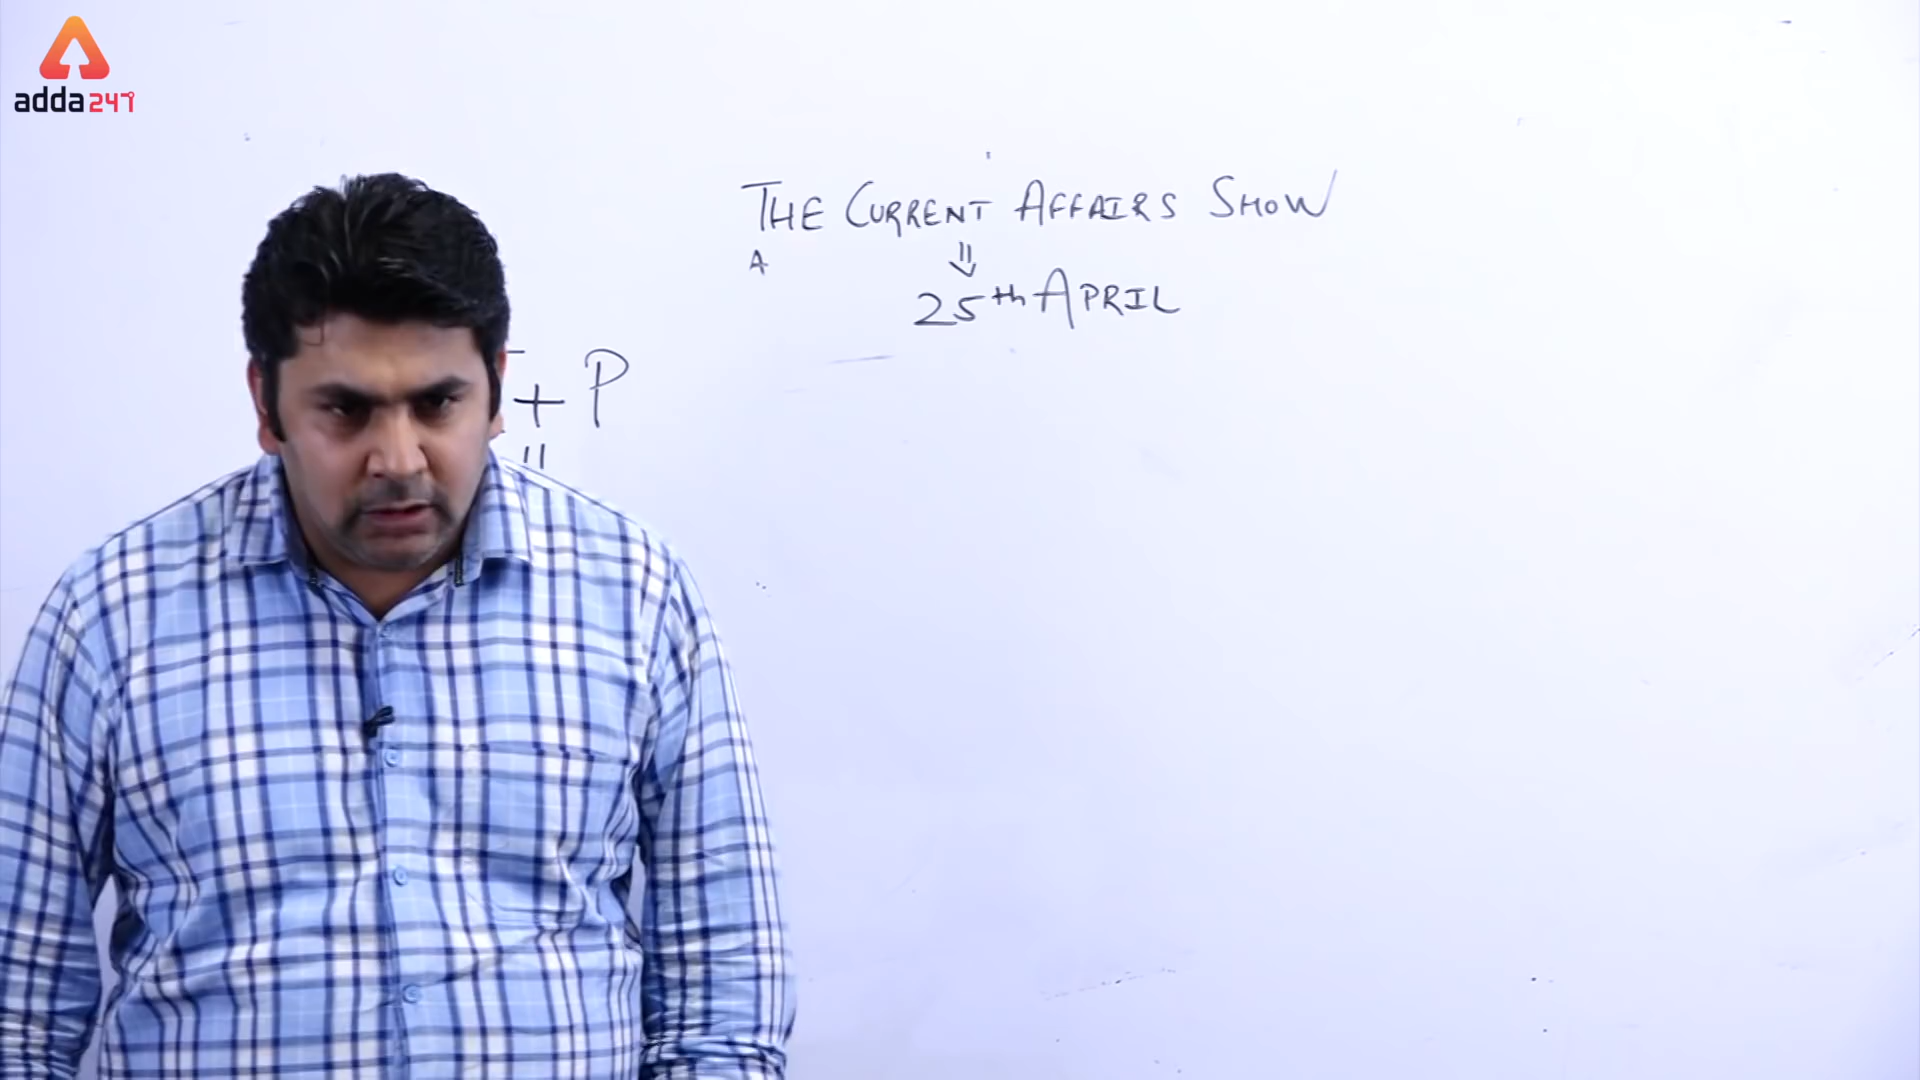 adda247
THE CURRENT AFFAIRS SHOW
A
25th APRIL
+ P